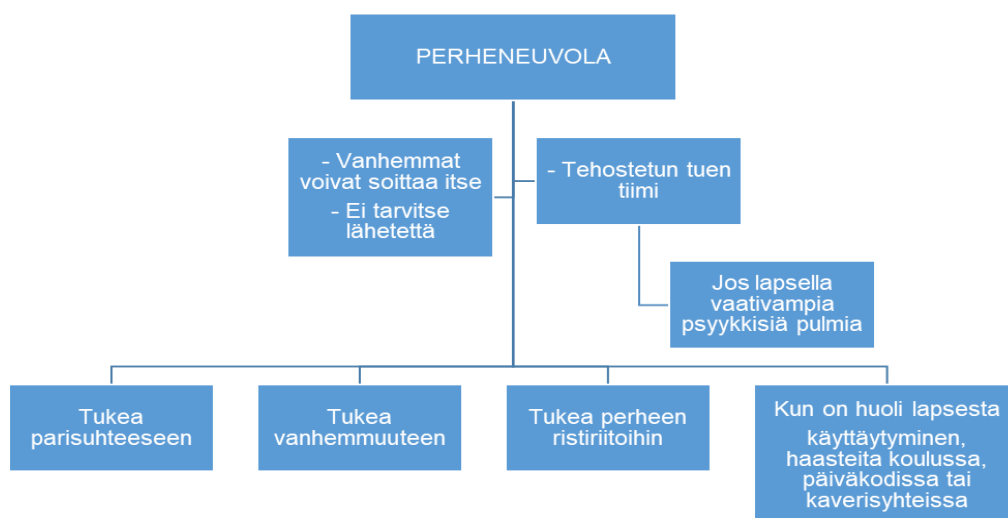 PERHENEUVOLA
- Vanhemmat
voivat soittaa itse
- Ei tarvitse
lähetettä
- Tehostetun tuen
tiimi
Jos lapsella
vaativampia
psyykkisiä pulmia
Tukea
parisuhteeseen
Tukea
vanhemmuuteen
Tukea perheen
ristiriitoihin
Kun on huoli lapsesta
käyttäytyminen,
haasteita koulussa,
päiväkodissa tai
kaverisyhteissa